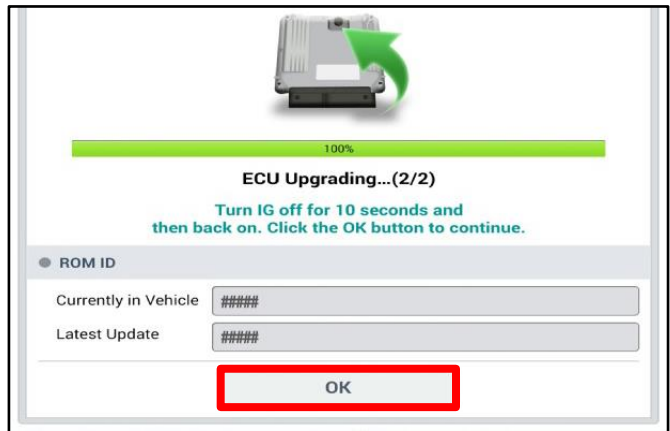 100%
ECU Upgrading...(2/2)
Turn IG off for 10 seconds and
then back on. Click the OK button to continue.
ROM ID
Currently in Vehicle #####
Latest Update #####
OK